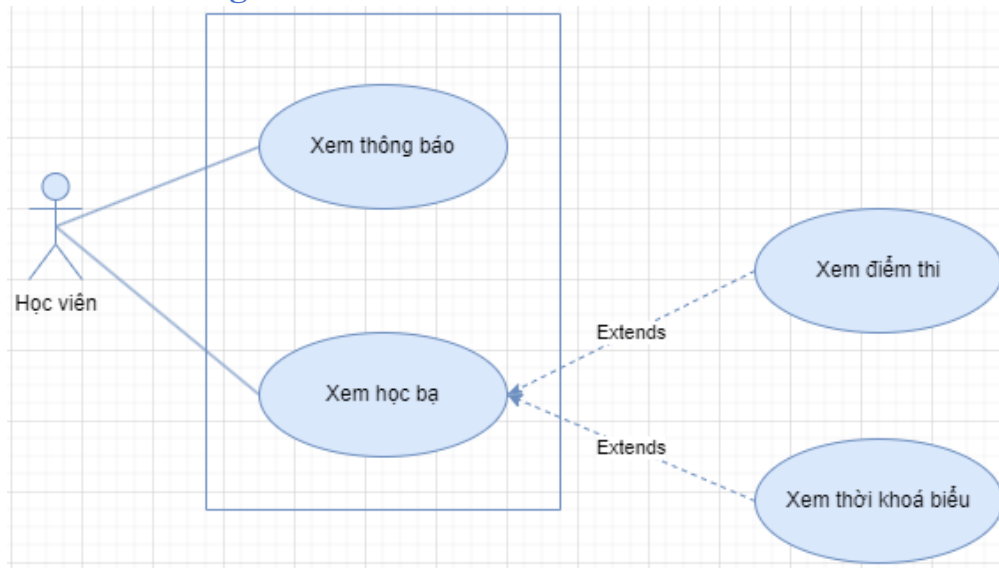 Xem thông báo
Học viên
Xem điểm thi
Extends
Xem học bạ
Extends
Xem thời khoá biểu